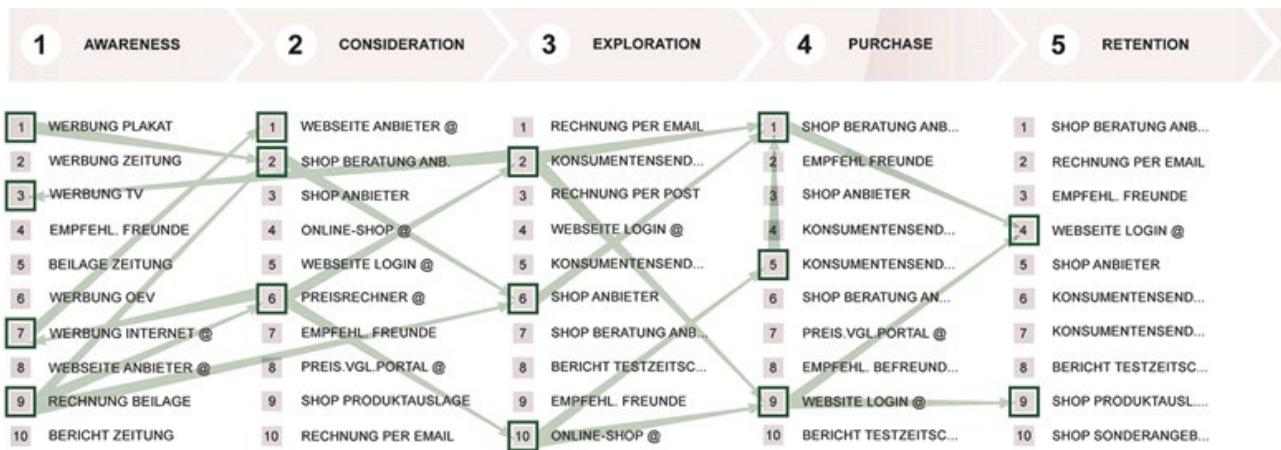 1 AWARENESS
2 CONSIDERATION
3 EXPLORATION
4 PURCHASE
5 RETENTION
1 WERBUNG PLAKAT
2 WERBUNG ZEITUNG
3 WERBUNG TV
4 EMPFEHL. FREUNDE
5 BEILAGE ZEITUNG
6 WERBUNG OEV
7 WERBUNG INTERNET @
8 WEBSEITE ANBIETER @
9 RECHNUNG BEILAGE
10 BERICHT ZEITUNG
1 WEBSEITE ANBIETER @
2 SHOP BERATUNG ANB.
3 SHOP ANBIETER
4 ONLINE-SHOP @
5 WEBSEITE LOGIN @
6 PREISRECHNER @
7 EMPFEHL. FREUNDE
8 PREIS.VGL.PORTAL @
9 SHOP PRODUKTAUSLAGE
10 RECHNUNG PER EMAIL
1 RECHNUNG PER EMAIL
2 KONSUMENTENSEND...
3 RECHNUNG PER POST
4 WEBSEITE LOGIN @
5 KONSUMENTENSEND...
6 SHOP ANBIETER
7 SHOP BERATUNG ANB...
8 BERICHT TESTZEITSC...
9 EMPFEHL. FREUNDE
10 ONLINE-SHOP @
1 SHOP BERATUNG ANB...
2 EMPFEHL FREUNDE
3 SHOP ANBIETER
4 KONSUMENTENSEND...
5 KONSUMENTENSEND...
6 SHOP BERATUNG AN...
7 PREIS.VGL.PORTAL @
8 EMPFEHL. BEFREUND...
9 WEBSITE LOGIN @
10 BERICHT TESTZEITSC...
1 SHOP BERATUNG ANB...
2 RECHNUNG PER EMAIL
3 EMPFEHL. FREUNDE
4 WEBSEITE LOGIN @
5 SHOP ANBIETER
6 KONSUMENTENSEND...
7 KONSUMENTENSEND...
8 BERICHT TESTZEITSC...
9 SHOP PRODUKTAUSL....
10 SHOP SONDERANGEB...